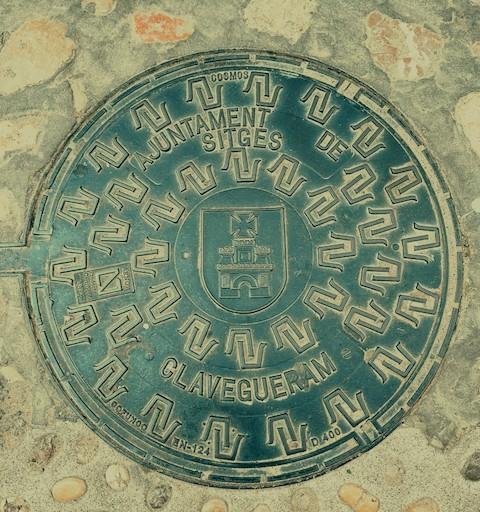 COSMOS
AJUNTAMENT DE
SITGES
CLAVEGUERAM
EN-124
D 400